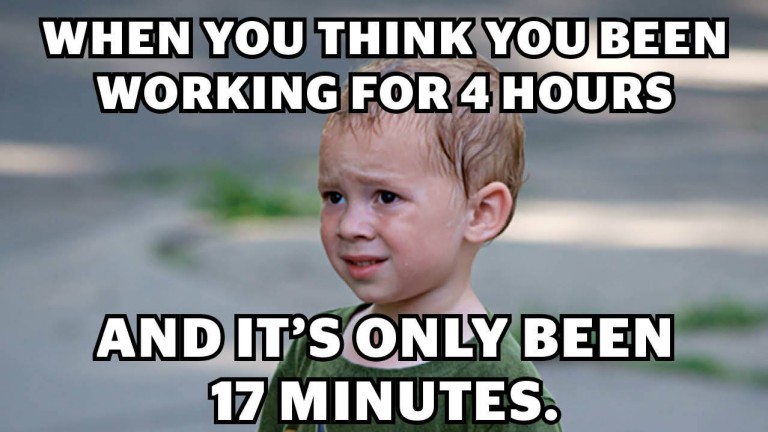 WHEN YOU THINK YOU BEEN
WORKING FOR 4 HOURS
AND IT'S ONLY BEEN
17 MINUTES.